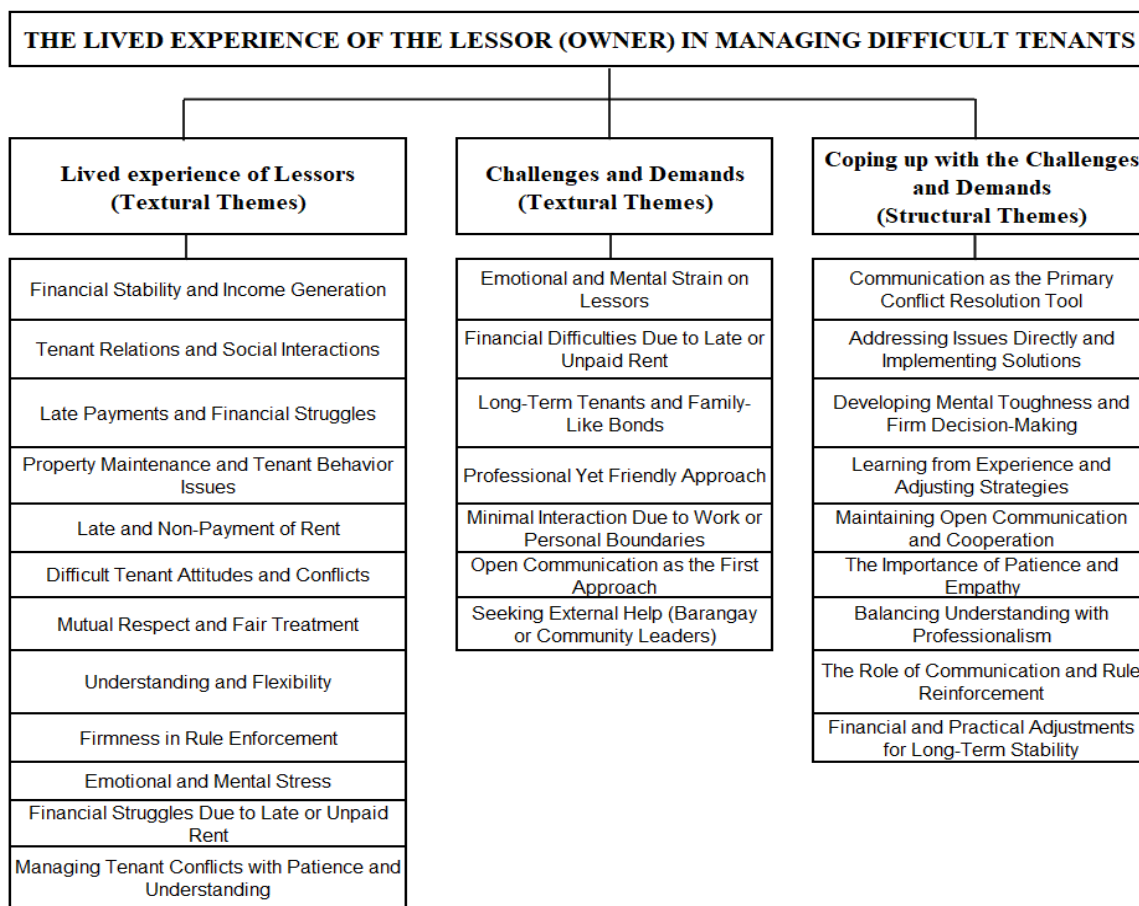 THE LIVED EXPERIENCE OF THE LESSOR (OWNER) IN MANAGING DIFFICULT TENANTS
Lived experience of Lessors
(Textural Themes)
Financial Stability and Income Generation
Tenant Relations and Social Interactions
Late Payments and Financial Struggles
Property Maintenance and Tenant Behavior
Issues
Late and Non-Payment of Rent
Difficult Tenant Attitudes and Conflicts
Mutual Respect and Fair Treatment
Understanding and Flexibility
Firmness in Rule Enforcement
Emotional and Mental Stress
Financial Struggles Due to Late or Unpaid
Rent
Managing Tenant Conflicts with Patience and
Understanding
Challenges and Demands
(Textural Themes)
Emotional and Mental Strain on
Lessors
Financial Difficulties Due to Late or
Unpaid Rent
Long-Term Tenants and Family-
Like Bonds
Professional Yet Friendly Approach
Minimal Interaction Due to Work or
Personal Boundaries
Open Communication as the First
Approach
Seeking External Help (Barangay
or Community Leaders)
Coping up with the Challenges
and Demands
(Structural Themes)
Communication as the Primary
Conflict Resolution Tool
Addressing Issues Directly and
Implementing Solutions
Developing Mental Toughness and
Firm Decision-Making
Learning from Experience and
Adjusting Strategies
Maintaining Open Communication
and Cooperation
The Importance of Patience and
Empathy
Balancing Understanding with
Professionalism
The Role of Communication and Rule
Reinforcement
Financial and Practical Adjustments
for Long-Term Stability